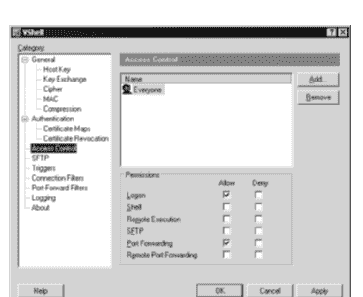 VShell
Category:
General
Host Key
Key Exchange
Cipher
MAC
Compression
Authentication
Certificate Maps
Certificate Revocation
Access Control
SFTP
Triggers
Connection Filters
Port Forward Filters
Logging
About
Access Control
Name
Everyone
Add...
Remove
Permissions
Allow Deny
Logon
Shell
Remote Execution
SFTP
Port Forwarding
Remote Port Forwarding
Help
OK
Cancel
Apply